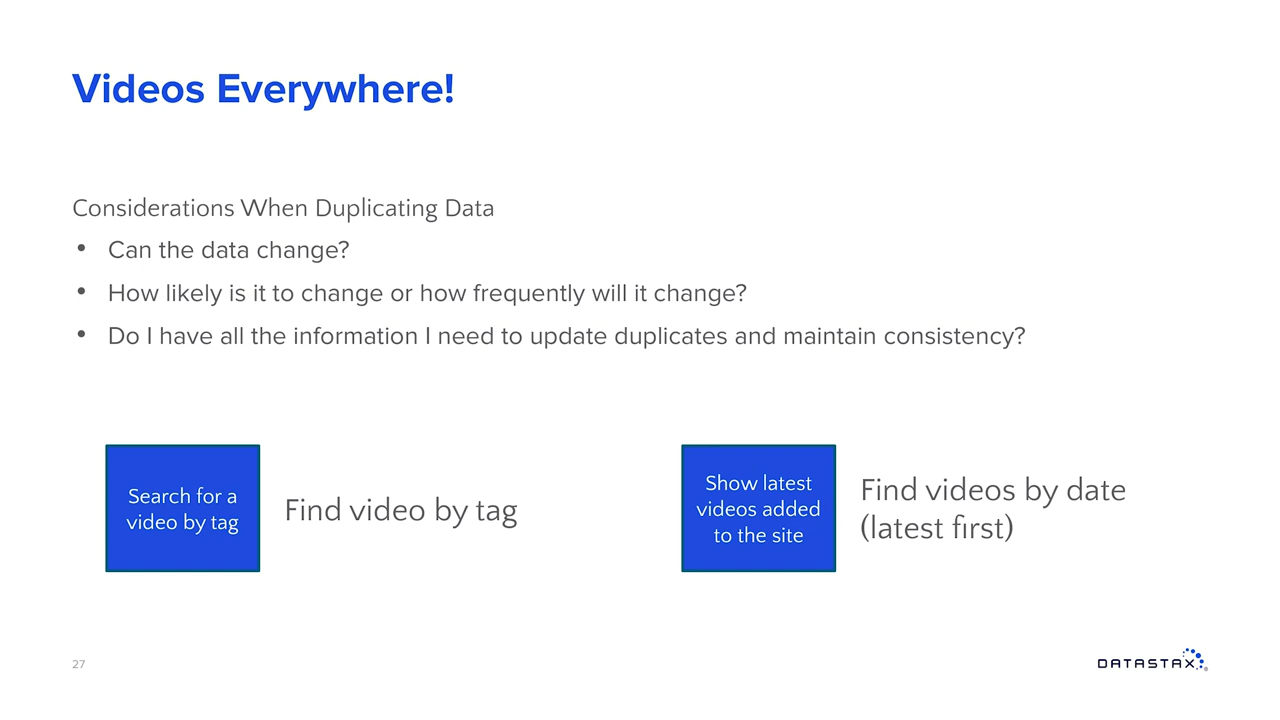 Videos Everywhere!
Considerations When Duplicating Data
• Can the data change?
• How likely is it to change or how frequently will it change?
• Do I have all the information I need to update duplicates and maintain consistency?
Search for a
video by tag
Find video by tag
Show latest
videos added
to the site
Find videos by date
(latest first)
27
DATASTAX